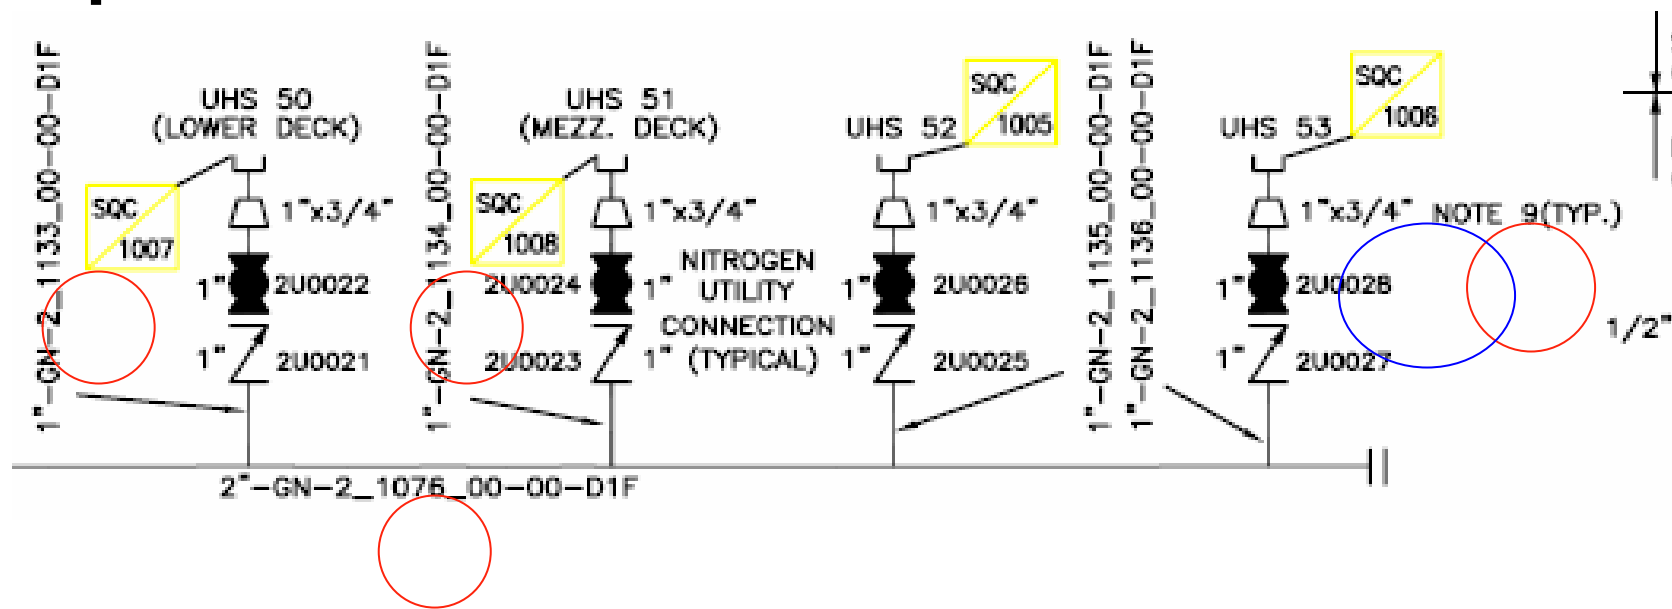 1"-GN-2_1133_00-00-D1F
UHS 50
(LOWER DECK)
SQC
1007
1"x3/4"
1" 2U0022
1" 2U0021
1"-GN-2_1134_00-00-D1F
UHS 51
(MEZZ. DECK)
SQC
1008
1"x3/4"
2U0024 1"
2U0023 1"
NITROGEN
UTILITY
CONNECTION
(TYPICAL)
UHS 52
SQC
1005
1"x3/4"
1" 2U0026
1" 2U0025
1"-GN-2_1135_00-00-D1F
1"-GN-2_1136_00-00-D1F
UHS 53
SQC
1006
1"x3/4" NOTE 9(TYP.)
1" 2U0028
1" 2U0027
1/2"
2"-GN-2_1076_00-00-D1F